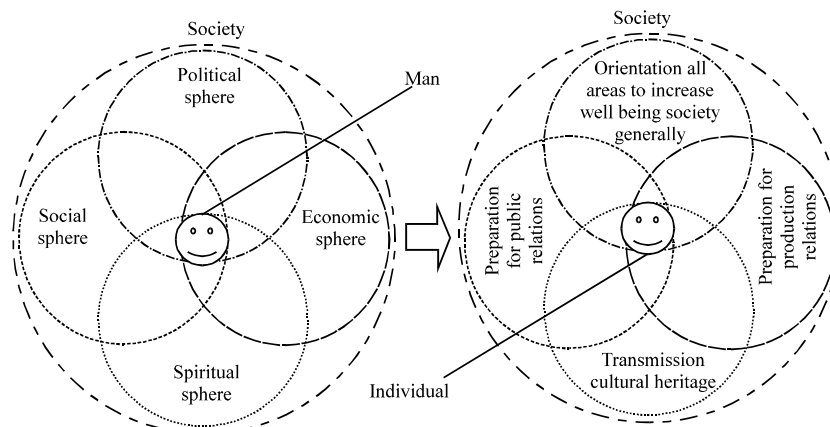 Society
Political
sphere
Man
Social
sphere
Economic
sphere
Spiritual
sphere
Society
Orientation all
areas to increase
well being society
generally
Preparation
for public
relations
Preparation for
production
relations
Transmission
cultural heritage
Individual